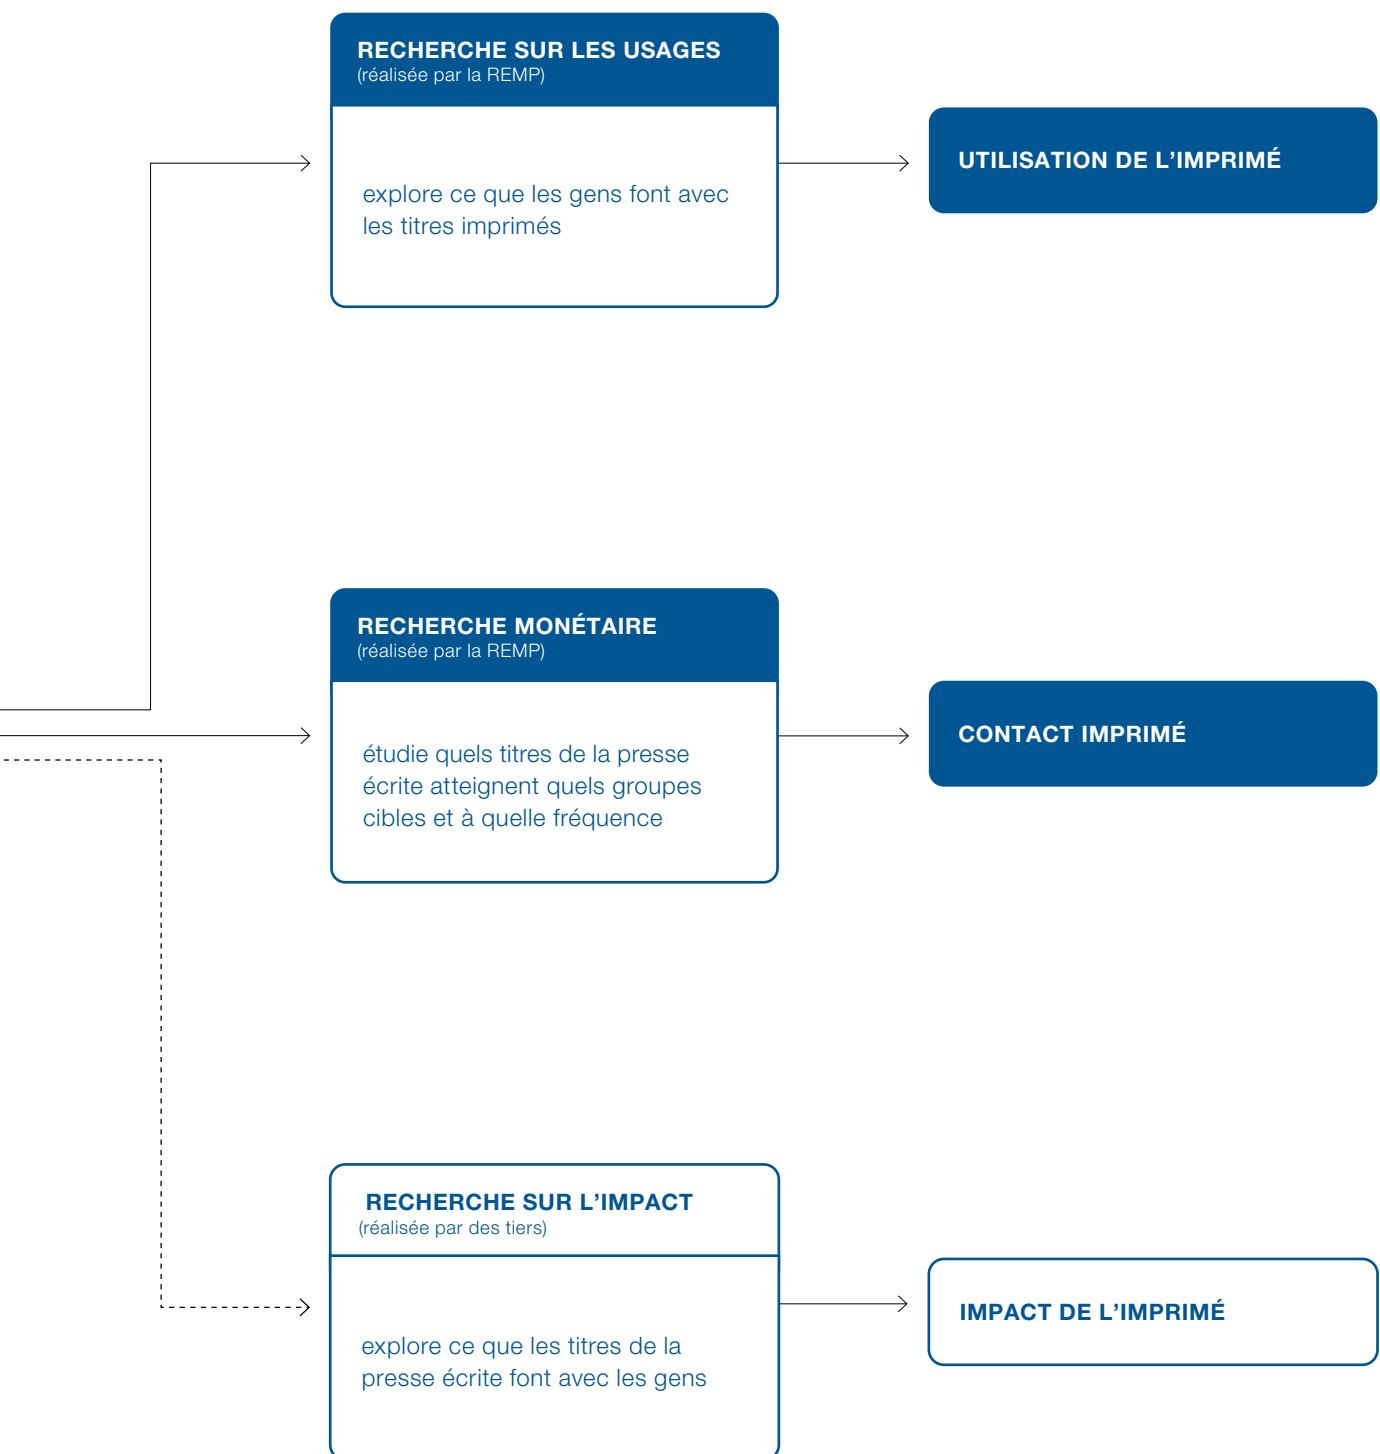 RECHERCHE SUR LES USAGES
(réalisée par la REMP)
explore ce que les gens font avec
les titres imprimés
UTILISATION DE L’IMPRIMÉ
RECHERCHE MONÉTAIRE
(réalisée par la REMP)
étudie quels titres de la presse
écrite atteignent quels groupes
cibles et à quelle fréquence
CONTACT IMPRIMÉ
RECHERCHE SUR L’IMPACT
(réalisée par des tiers)
explore ce que les titres de la
presse écrite font avec les gens
IMPACT DE L’IMPRIMÉ